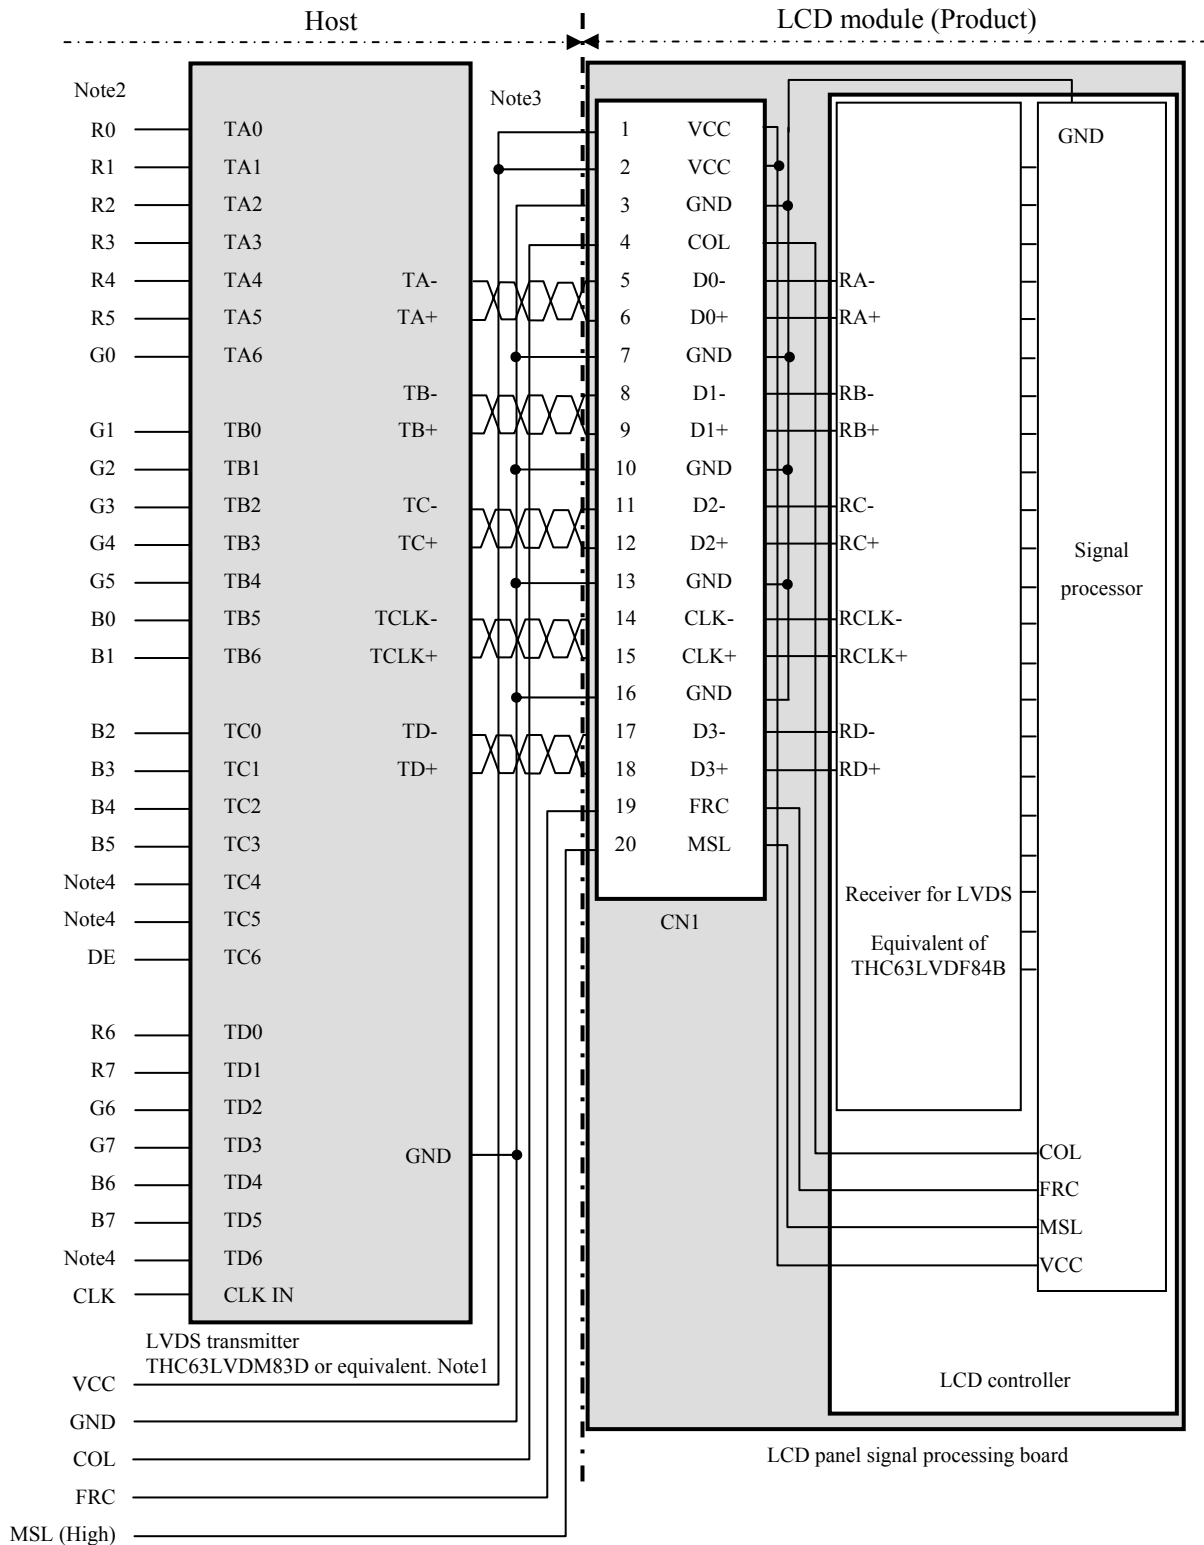 Host
LCD module (Product)
Note2
Note3
R0 TA0
R1 TA1
R2 TA2
R3 TA3
R4 TA4 TA-
R5 TA5 TA+
G0 TA6
TB-
G1 TB0 TB+
G2 TB1
G3 TB2 TC-
G4 TB3 TC+
G5 TB4
B0 TB5 TCLK-
B1 TB6 TCLK+
B2 TC0 TD-
B3 TC1 TD+
B4 TC2
B5 TC3
Note4 TC4
Note4 TC5
DE TC6
R6 TD0
R7 TD1
G6 TD2
G7 TD3 GND
B6 TD4
B7 TD5
Note4 TD6
CLK CLK IN
LVDS transmitter
THC63LVDM83D or equivalent. Note1
VCC
GND
COL
FRC
MSL (High)
1 VCC
2 VCC
3 GND
4 COL
5 D0- RA-
6 D0+ RA+
7 GND
8 D1- RB-
9 D1+ RB+
10 GND
11 D2- RC-
12 D2+ RC+
13 GND
14 CLK- RCLK-
15 CLK+ RCLK+
16 GND
17 D3- RD-
18 D3+ RD+
19 FRC
20 MSL
CN1
Receiver for LVDS
Equivalent of
THC63LVDF84B
GND
Signal
processor
COL
FRC
MSL
VCC
LCD controller
LCD panel signal processing board